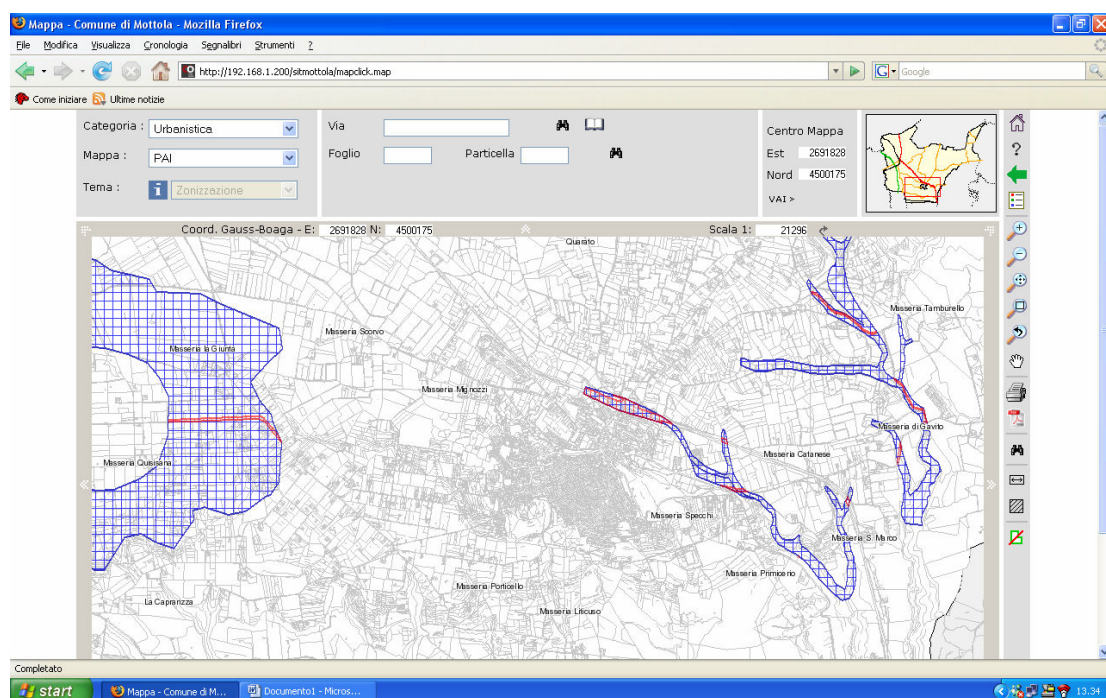 Mappa - Comune di Mottola - Mozilla Firefox
File Modifica Visualizza Cronologia Segnalibri Strumenti ?
http://192.168.1.200/sitmottola/mapclick.map
G Google
Come iniziare Ultime notizie
Categoria : Urbanistica
Mappa : PAI
Tema : i Zonizzazione
Via
Foglio Particella
Centro Mappa
Est 2691828
Nord 4500175
VAI >
?
Coord. Gauss-Boaga - E: 2691828 N: 4500175 Scala 1: 21296
Quarato
Masseria Tamburello
Masseria Scorvo
Masseria la Giunta
Masseria Mignozzi
Masseria di Gavito
Masseria Catanese
Masseria Quisisana
Masseria Specchi
Masseria S. Marco
Masseria Primicerio
Masseria Porticello
La Caprarizza
Masseria Liticuso
Completato
start Mappa - Comune di M... Documento1 - Micros... 13.34